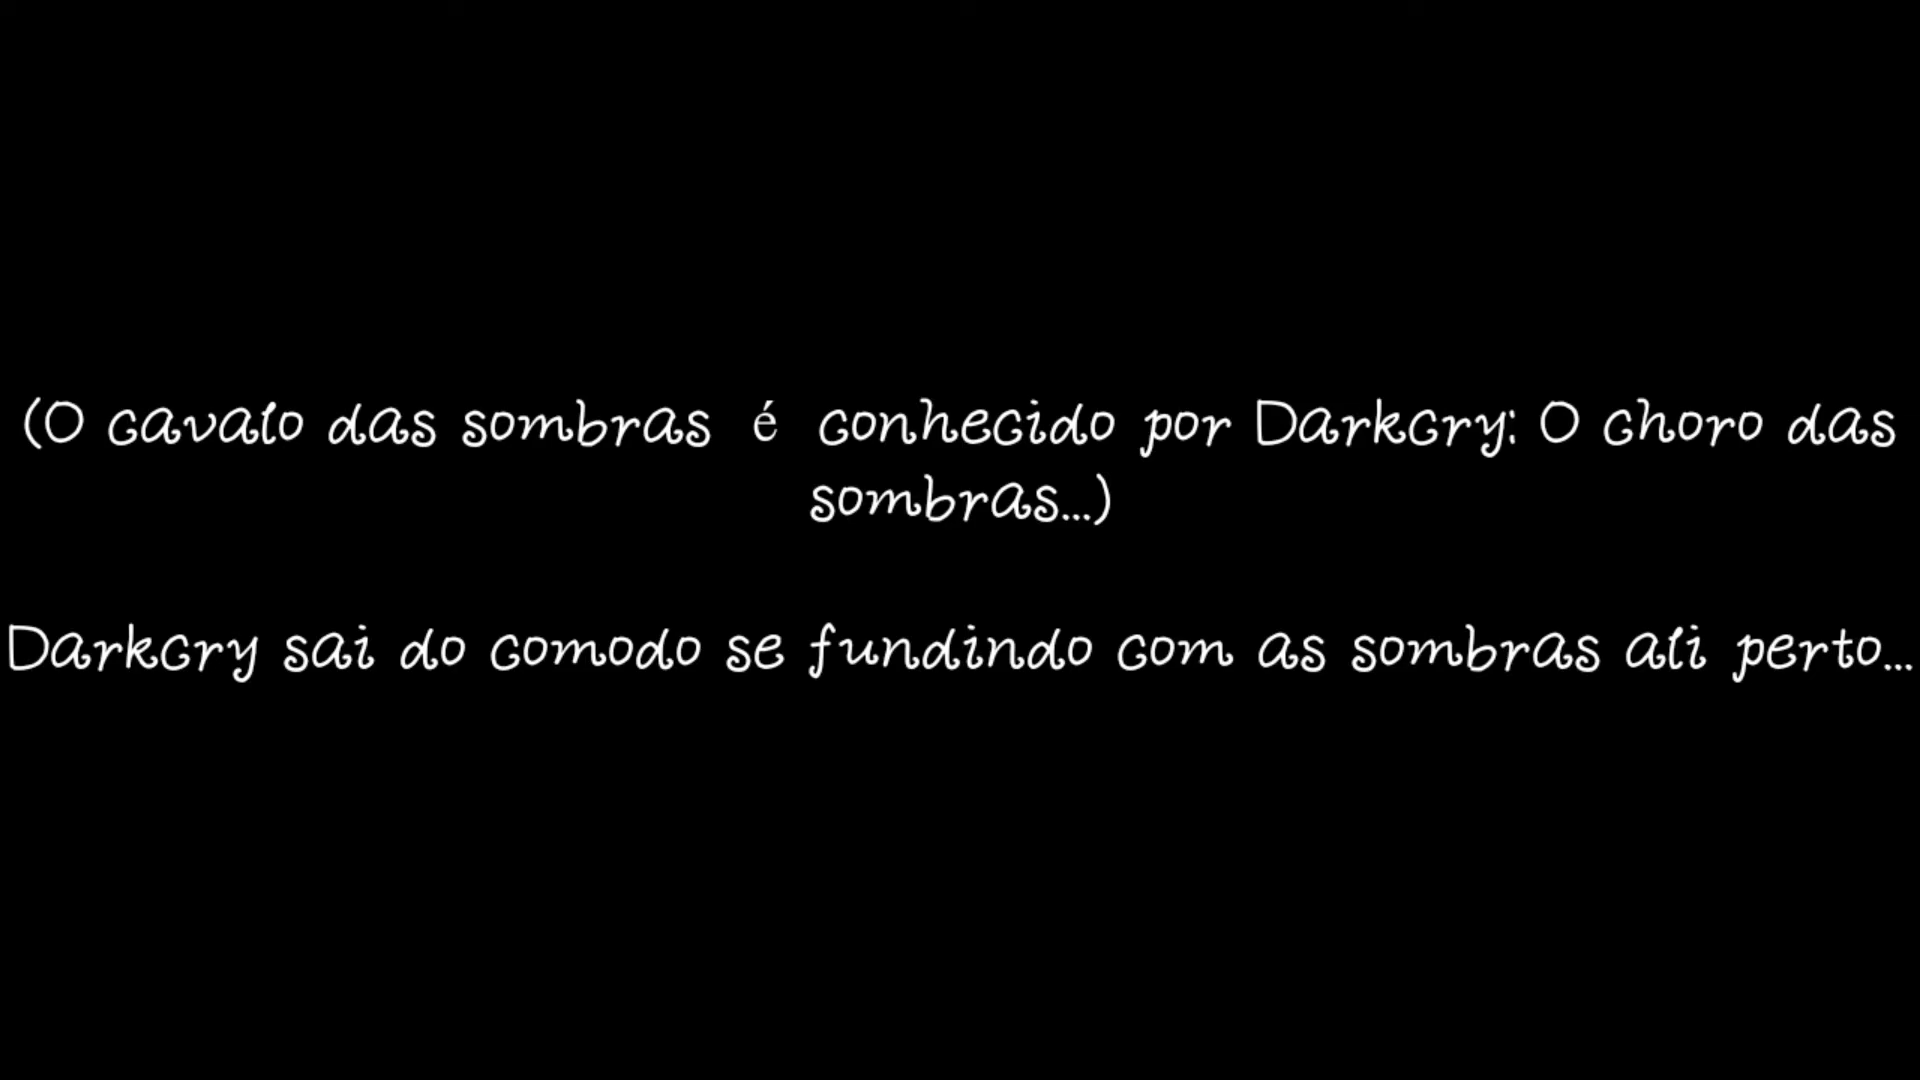 (O cavalo das sombras é conhecido por Darkcry: O choro das
sombras...)
Darkcry sai do comodo se fundindo com as sombras ali perto...